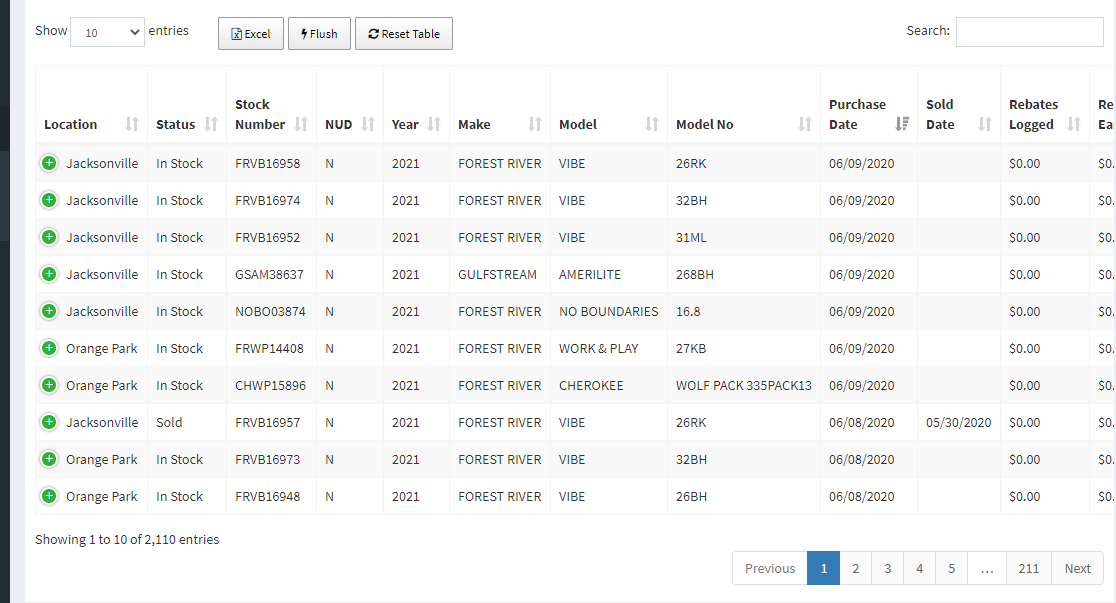 Show 10 entries Excel Flush Reset Table Search:
Location Status Stock Number NUD Year Make Model Model No Purchase Date Sold Date Rebates Logged Re Ea
Jacksonville In Stock FRVB16958 N 2021 FOREST RIVER VIBE 26RK 06/09/2020 $0.00 $0.
Jacksonville In Stock FRVB16974 N 2021 FOREST RIVER VIBE 32BH 06/09/2020 $0.00 $0.
Jacksonville In Stock FRVB16952 N 2021 FOREST RIVER VIBE 31ML 06/09/2020 $0.00 $0.
Jacksonville In Stock GSAM38637 N 2021 GULFSTREAM AMERILITE 268BH 06/09/2020 $0.00 $0.
Jacksonville In Stock NOBO03874 N 2021 FOREST RIVER NO BOUNDARIES 16.8 06/09/2020 $0.00 $0.
Orange Park In Stock FRWP14408 N 2021 FOREST RIVER WORK & PLAY 27KB 06/09/2020 $0.00 $0.
Orange Park In Stock CHWP15896 N 2021 FOREST RIVER CHEROKEE WOLF PACK 335PACK13 06/09/2020 $0.00 $0.
Jacksonville Sold FRVB16957 N 2021 FOREST RIVER VIBE 26RK 06/08/2020 05/30/2020 $0.00 $0.
Orange Park In Stock FRVB16973 N 2021 FOREST RIVER VIBE 32BH 06/08/2020 $0.00 $0.
Orange Park In Stock FRVB16948 N 2021 FOREST RIVER VIBE 26BH 06/08/2020 $0.00 $0.
Showing 1 to 10 of 2,110 entries
Previous 1 2 3 4 5 … 211 Next